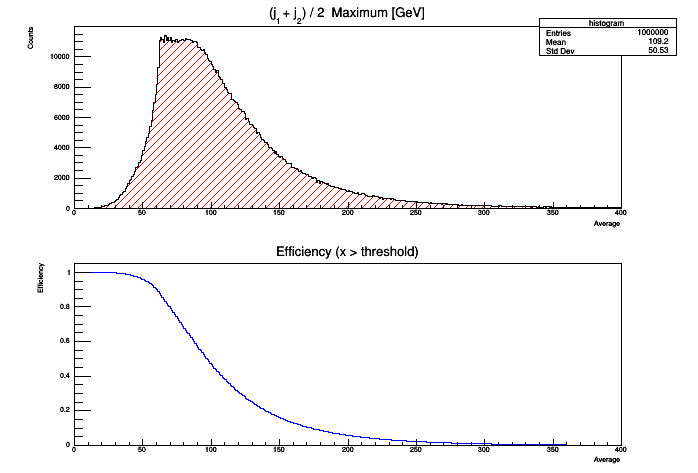 (j1 + j2) / 2 Maximum [GeV]
histogram
Entries 1000000
Mean 109.2
Std Dev 50.53
Counts
10000
8000
6000
4000
2000
0
0 50 100 150 200 250 300 350 400
Average
Efficiency (x > threshold)
Efficiency
1
0.8
0.6
0.4
0.2
0
0 50 100 150 200 250 300 350 400
Average